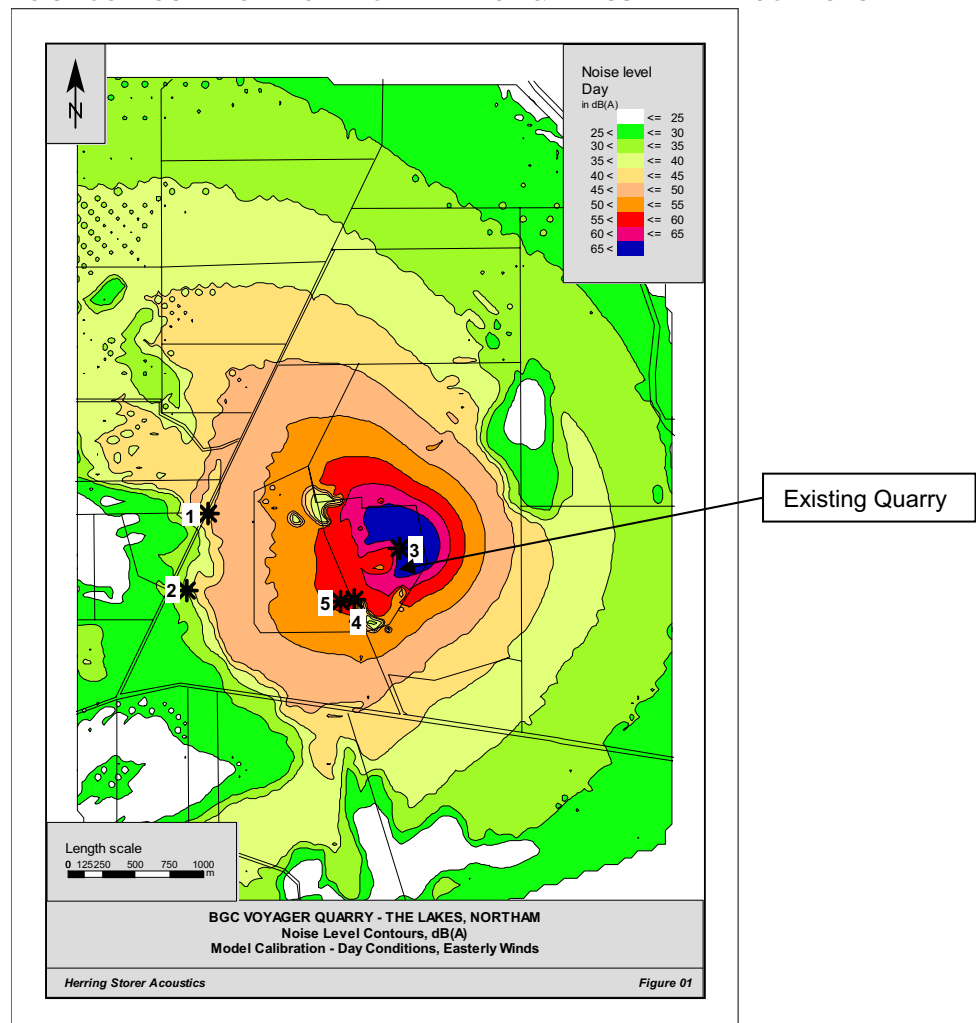 N
Noise level
Day
in dB(A)
<= 25
25 < <= 30
30 < <= 35
35 < <= 40
40 < <= 45
45 < <= 50
50 < <= 55
55 < <= 60
60 < <= 65
65 <
Existing Quarry
1
3
2
5
4
Length scale
0 125 250 500 750 1000
m
BGC VOYAGER QUARRY - THE LAKES, NORTHAM
Noise Level Contours, dB(A)
Model Calibration - Day Conditions, Easterly Winds
Herring Storer Acoustics Figure 01